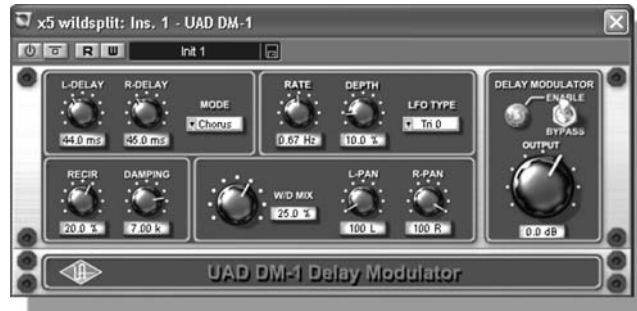 x5 wildsplit: Ins. 1 - UAD DM-1
R W Init 1
L-DELAY R-DELAY MODE
44.0 ms 45.0 ms Chorus
RATE DEPTH LFO TYPE
0.67 Hz 10.0 % Tri 0
DELAY MODULATOR
ENABLE
BYPASS
OUTPUT
0.0 dB
RECIR DAMPING
20.0 % 7.00 k
W/D MIX
25.0 %
L-PAN R-PAN
100 L 100 R
UA
UAD DM-1 Delay Modulator